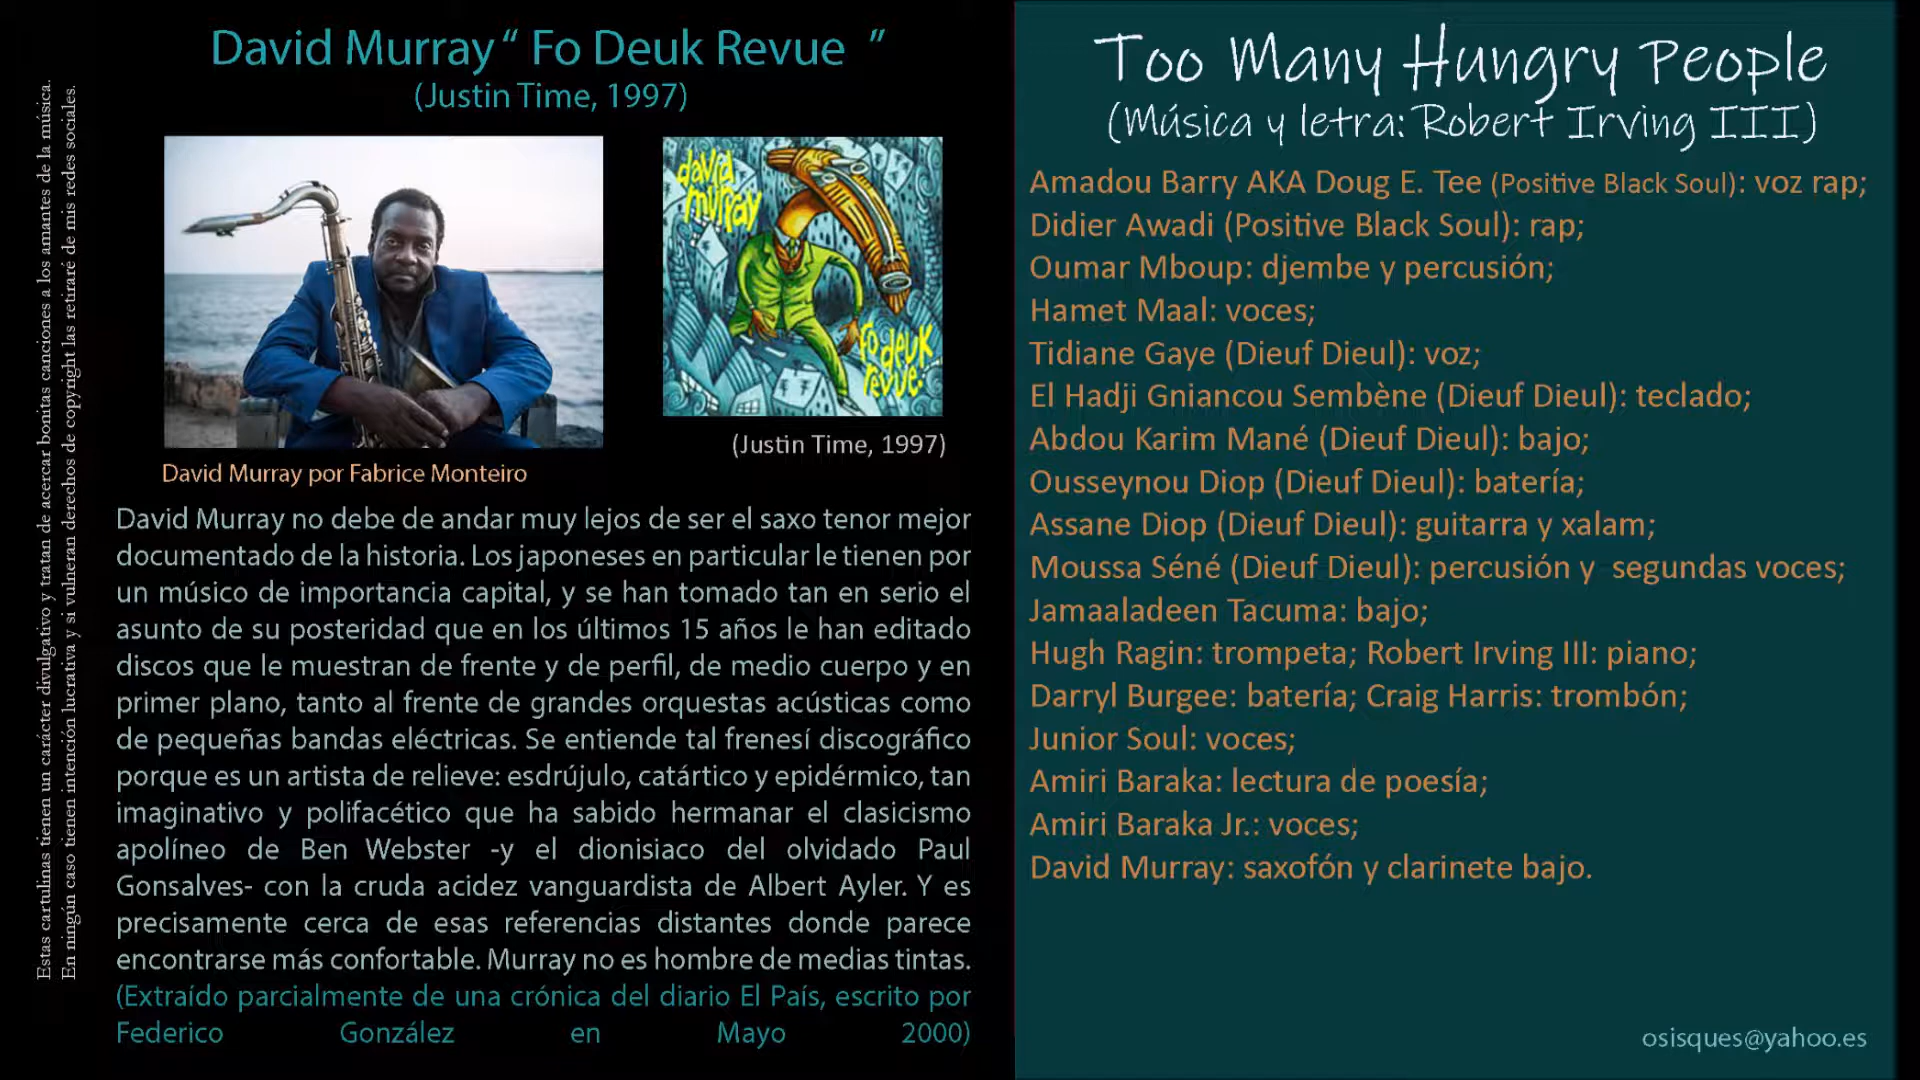 Estas cartulinas tienen un carácter divulgativo y tratan de acercar bonitas canciones a los amantes de la música.
En ningún caso tienen intención lucrativa y si vulneran derechos de copyright las retiraré de mis redes sociales.
David Murray “ Fo Deuk Revue ”
(Justin Time, 1997)
david
murray
fo deuk
revue.
(Justin Time, 1997)
David Murray por Fabrice Monteiro
David Murray no debe de andar muy lejos de ser el saxo tenor mejor
documentado de la historia. Los japoneses en particular le tienen por
un músico de importancia capital, y se han tomado tan en serio el
asunto de su posteridad que en los últimos 15 años le han editado
discos que le muestran de frente y de perfil, de medio cuerpo y en
primer plano, tanto al frente de grandes orquestas acústicas como
de pequeñas bandas eléctricas. Se entiende tal frenesí discográfico
porque es un artista de relieve: esdrújulo, catártico y epidérmico, tan
imaginativo y polifacético que ha sabido hermanar el clasicismo
apolíneo de Ben Webster -y el dionisiaco del olvidado Paul
Gonsalves- con la cruda acidez vanguardista de Albert Ayler. Y es
precisamente cerca de esas referencias distantes donde parece
encontrarse más confortable. Murray no es hombre de medias tintas.
(Extraído parcialmente de una crónica del diario El País, escrito por
Federico González en Mayo 2000)
Too Many Hungry People
(Música y letra: Robert Irving III)
Amadou Barry AKA Doug E. Tee (Positive Black Soul): voz rap;
Didier Awadi (Positive Black Soul): rap;
Oumar Mboup: djembe y percusión;
Hamet Maal: voces;
Tidiane Gaye (Dieuf Dieul): voz;
El Hadji Gniancou Sembène (Dieuf Dieul): teclado;
Abdou Karim Mané (Dieuf Dieul): bajo;
Ousseynou Diop (Dieuf Dieul): batería;
Assane Diop (Dieuf Dieul): guitarra y xalam;
Moussa Séné (Dieuf Dieul): percusión y segundas voces;
Jamaaladeen Tacuma: bajo;
Hugh Ragin: trompeta; Robert Irving III: piano;
Darryl Burgee: batería; Craig Harris: trombón;
Junior Soul: voces;
Amiri Baraka: lectura de poesía;
Amiri Baraka Jr.: voces;
David Murray: saxofón y clarinete bajo.
osisques@yahoo.es